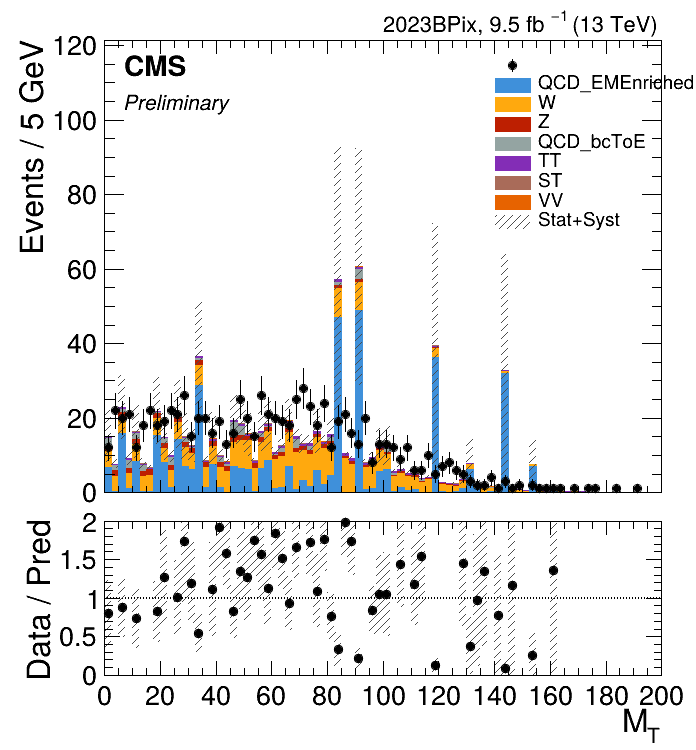 2023BPix, 9.5 fb⁻¹ (13 TeV)
CMS
Preliminary
QCD_EMEnriched
W
Z
QCD_bcToE
TT
ST
VV
Stat+Syst
Events / 5 GeV
120
100
80
60
40
20
0
Data / Pred
2
1.5
1
0.5
0
0 20 40 60 80 100 120 140 160 180 200
M_T